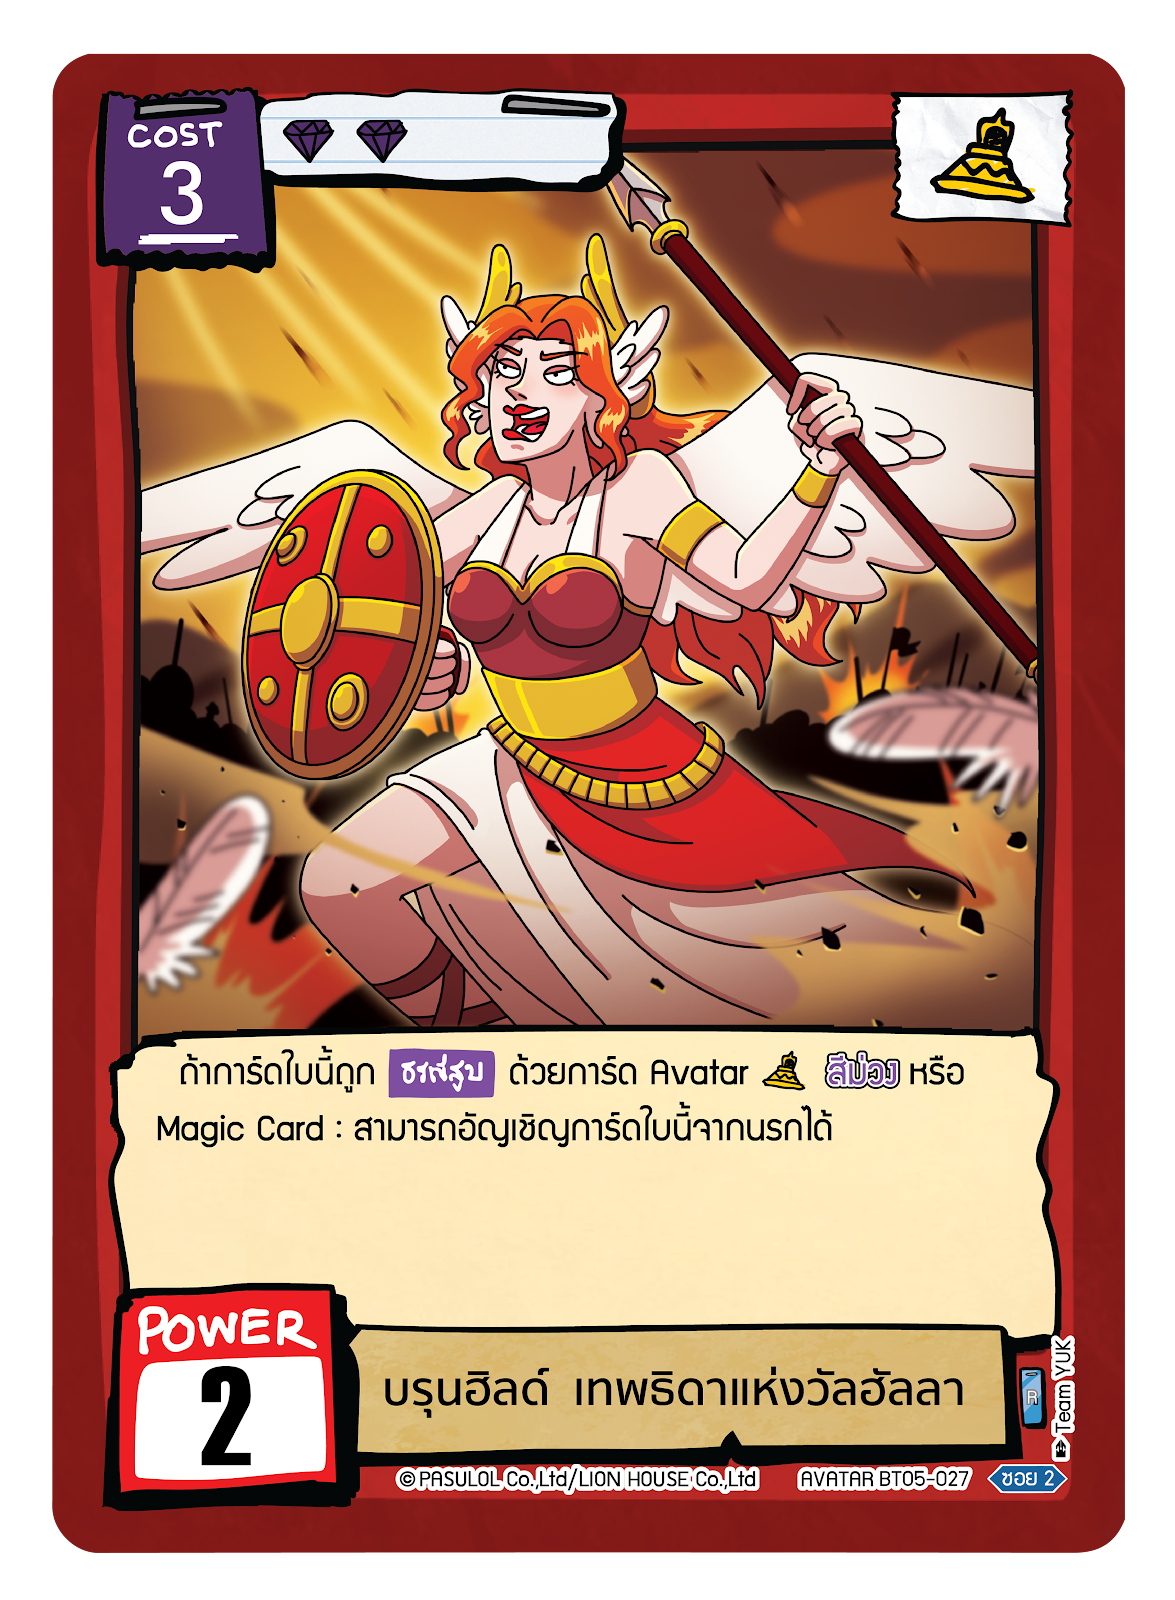 COST
3
ถ้าการ์ดใบนี้ถูก ธรณีสูบ ด้วยการ์ด Avatar สีม่วง หรือ
Magic Card : สามารถอัญเชิญการ์ดใบนี้จากนรกได้
POWER
2
บรุนฮิลด์ เทพธิดาแห่งวัลฮัลลา
R
Team YUK
© PASULOL Co.,Ltd/LION HOUSE Co.,Ltd AVATAR BT05-027 ซอย 2